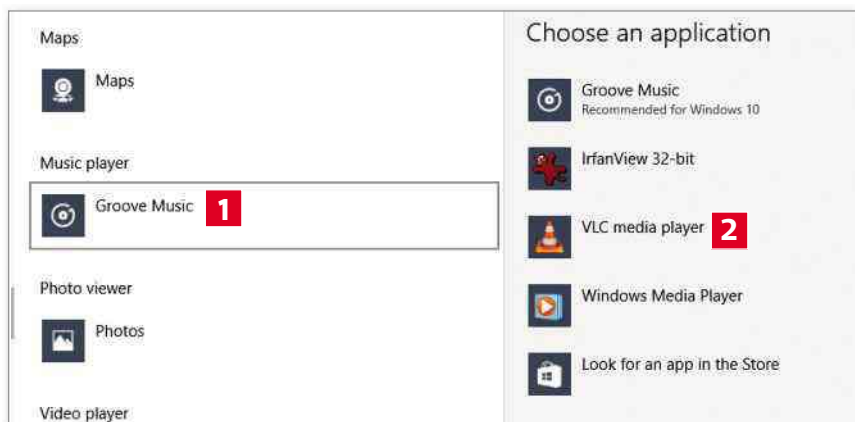 Maps
Maps
Music player
Groove Music 1
Photo viewer
Photos
Video player
Choose an application
Groove Music
Recommended for Windows 10
IrfanView 32-bit
VLC media player 2
Windows Media Player
Look for an app in the Store